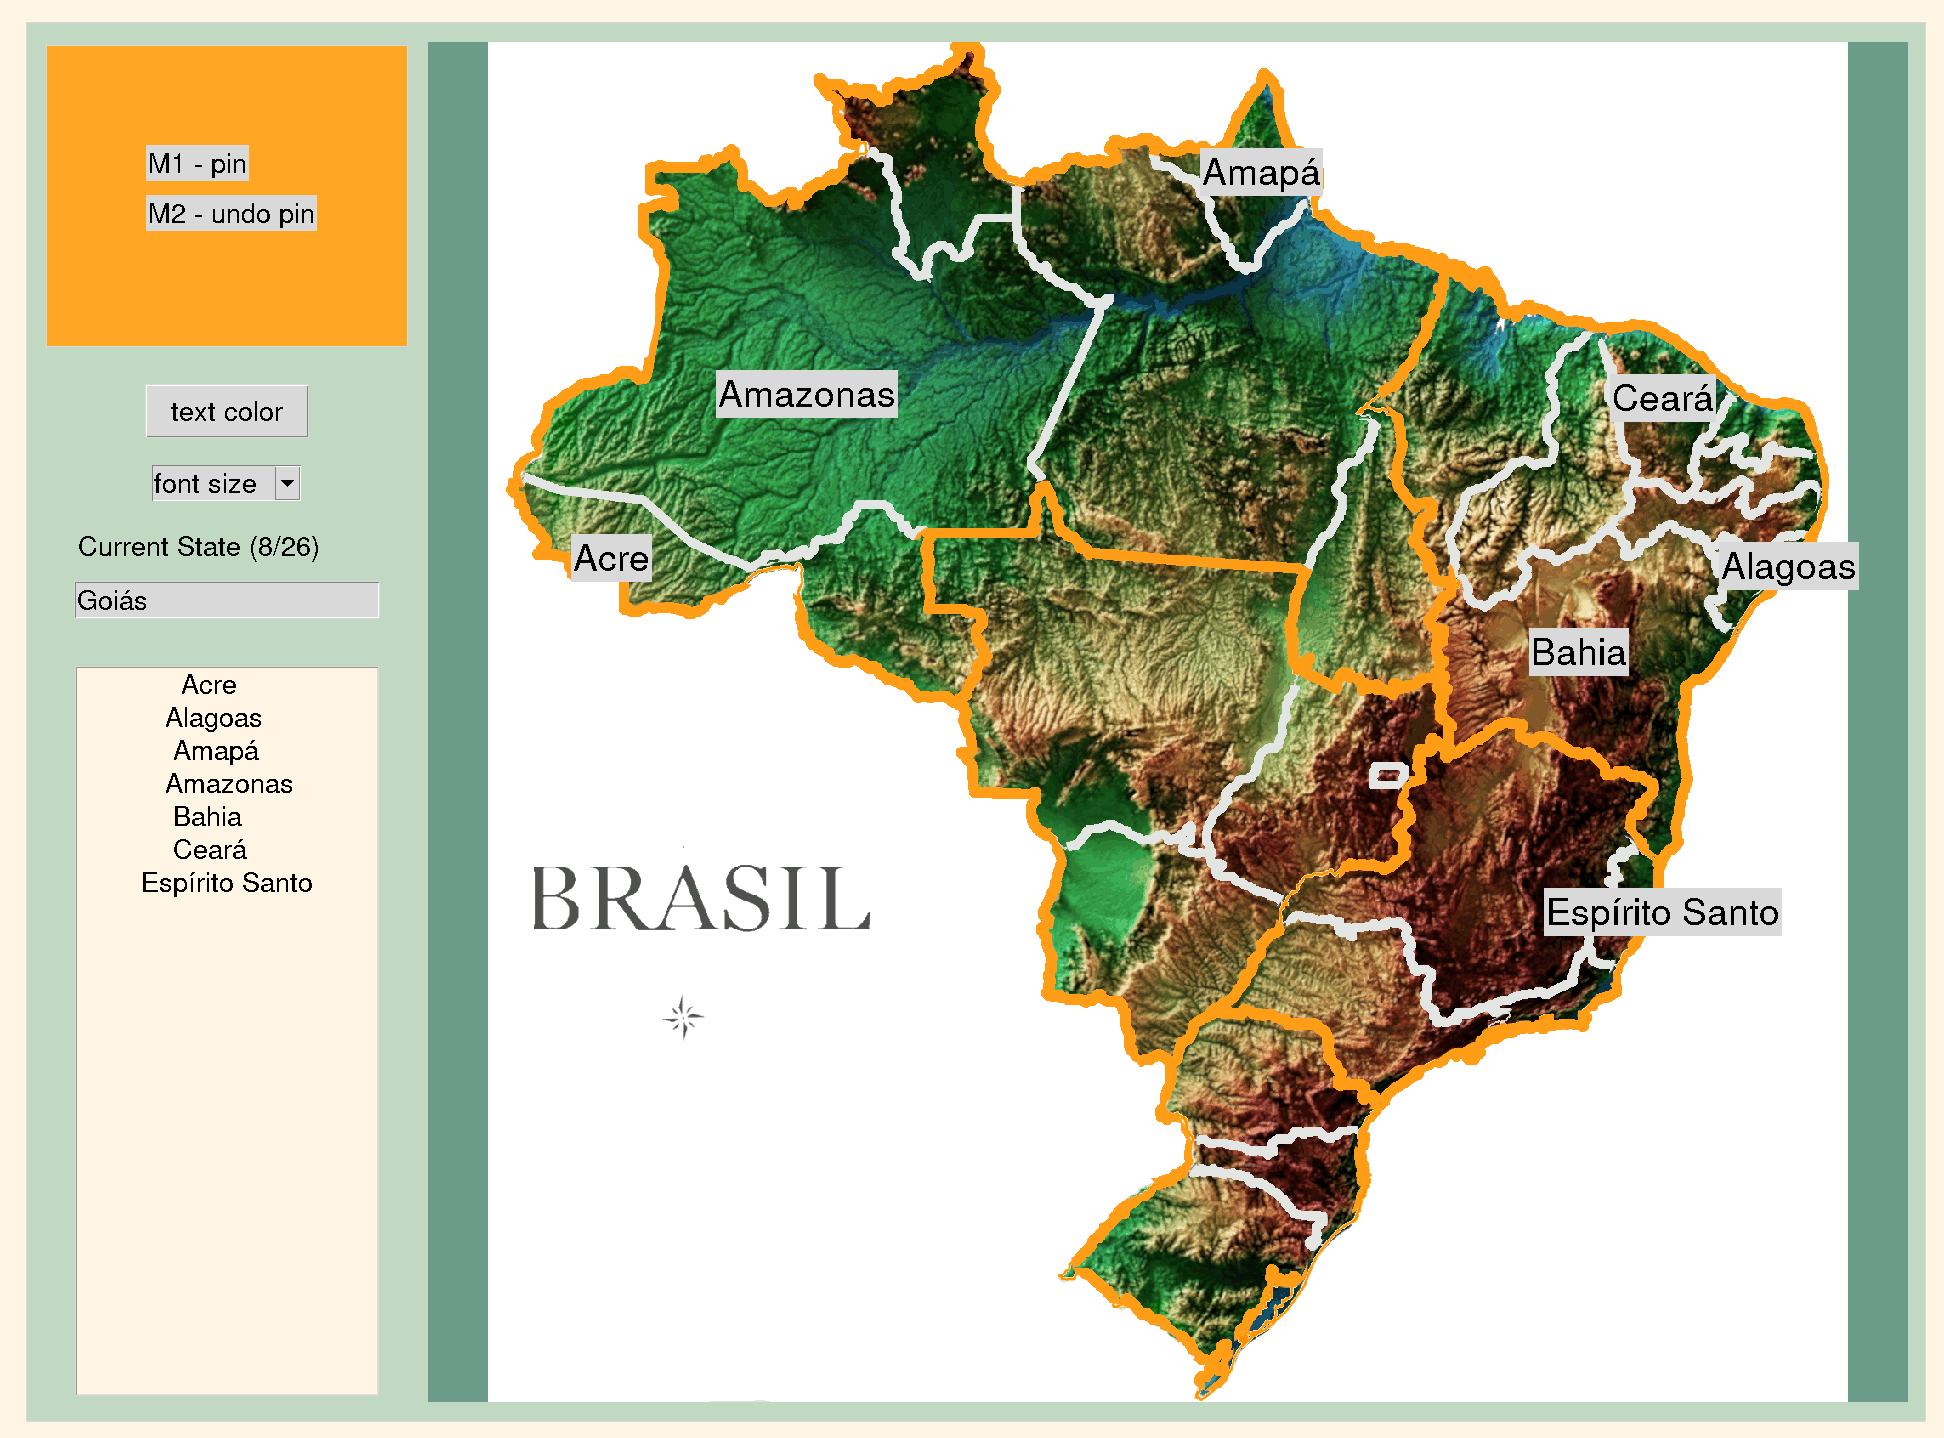 M1 - pin
M2 - undo pin
text color
font size
Current State (8/26)
Goiás
Acre
Alagoas
Amapá
Amazonas
Bahia
Ceará
Espírito Santo
Amapá
Amazonas
Ceará
Acre
Alagoas
Bahia
Espírito Santo
BRASIL